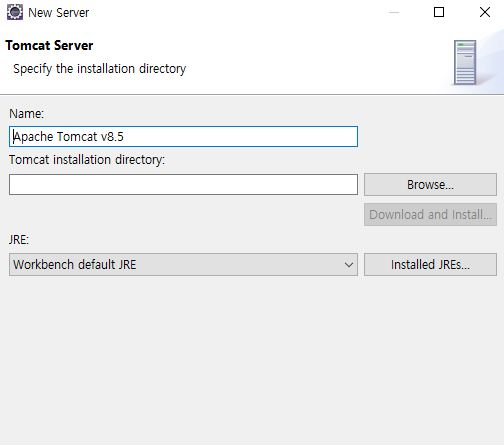 New Server
Tomcat Server
Specify the installation directory
Name:
Apache Tomcat v8.5
Tomcat installation directory:
Browse...
Download and Install...
JRE:
Workbench default JRE
Installed JREs...